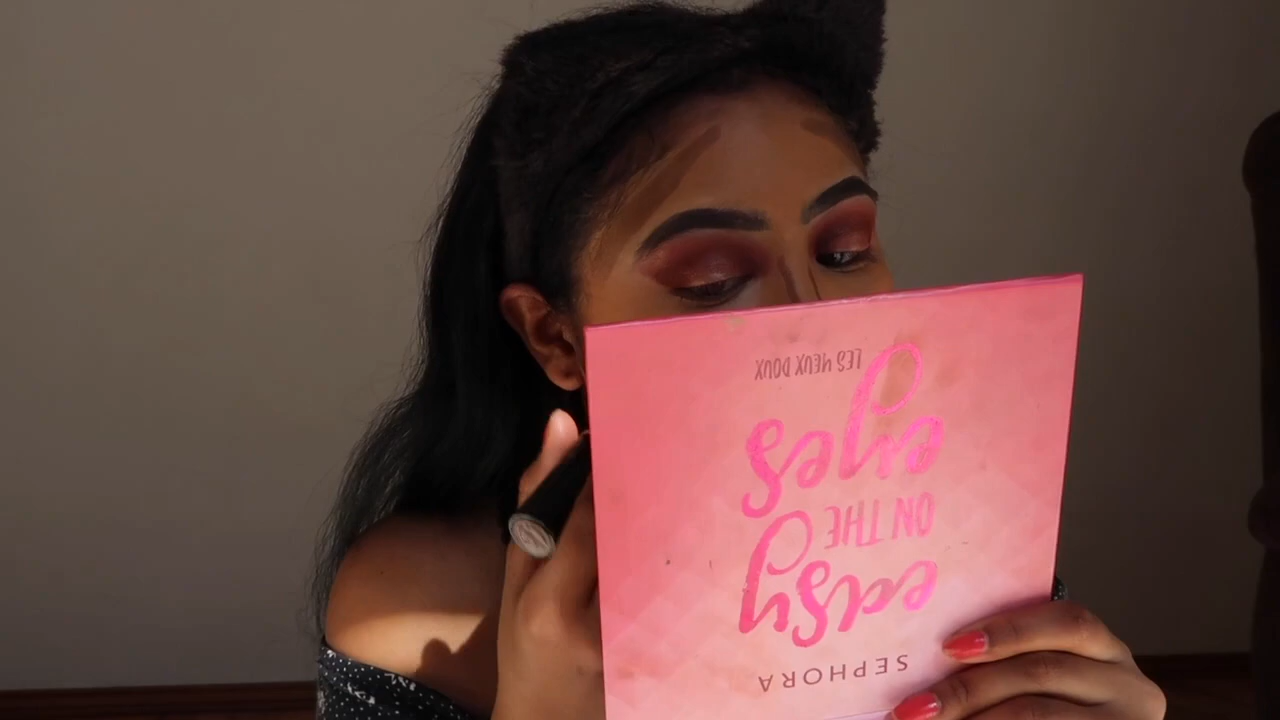 SEPHORA
easy
ON THE
eyes
LES YEUX DOUX